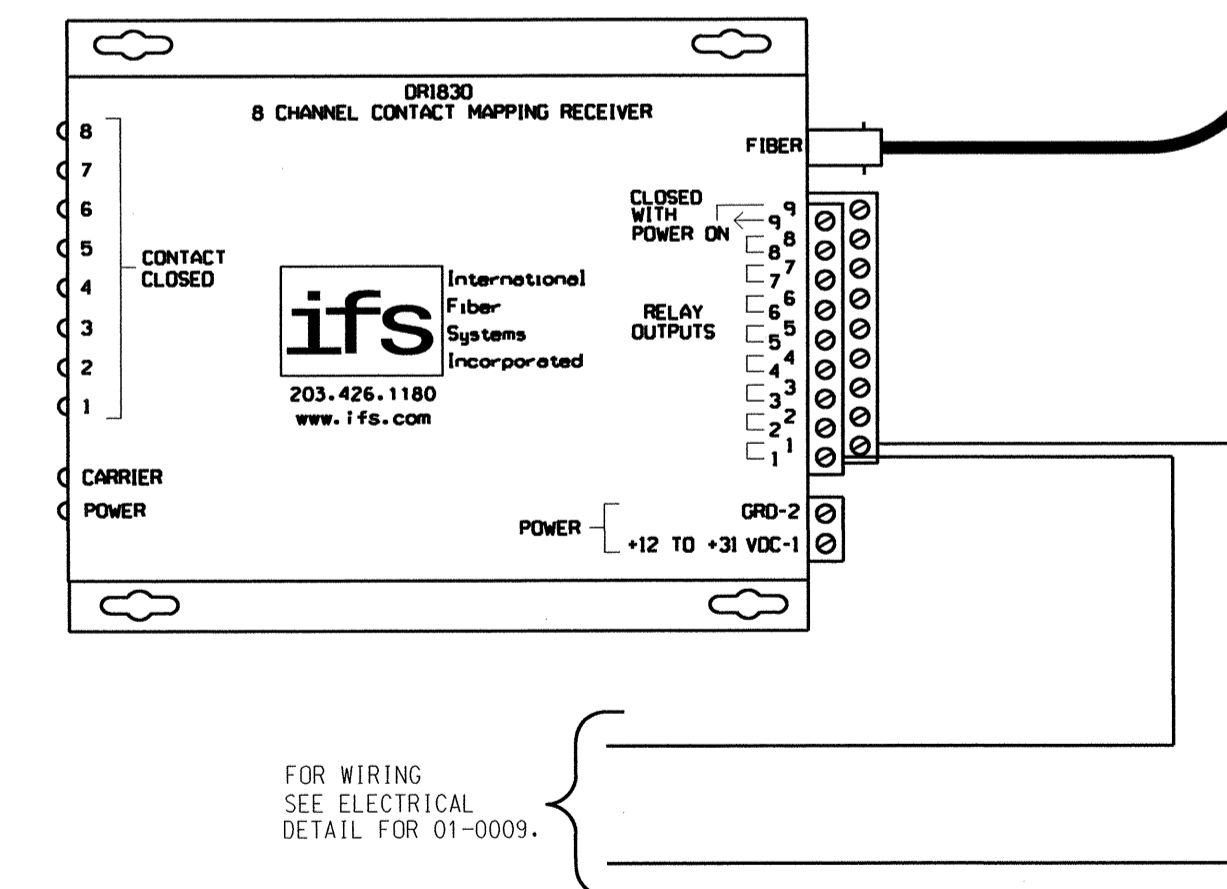 DR1830
8 CHANNEL CONTACT MAPPING RECEIVER
8
7
6
5
4
3
2
1
CONTACT
CLOSED
CARRIER
POWER
ifs
International
Fiber
Systems
Incorporated
203.426.1180
www.ifs.com
FIBER
CLOSED
WITH
POWER ON
9
9
8
8
7
7
6
6
5
5
4
4
3
3
2
2
1
1
RELAY
OUTPUTS
POWER
GRD-2
+12 TO +31 VDC-1
FOR WIRING
SEE ELECTRICAL
DETAIL FOR 01-0009.